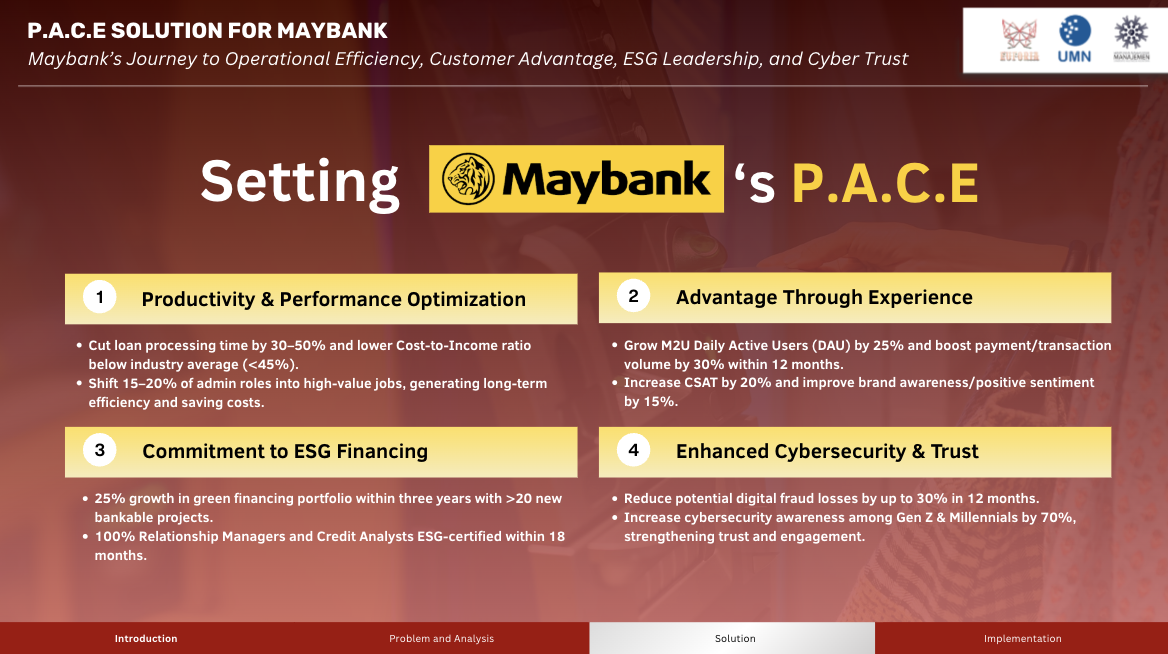 P.A.C.E SOLUTION FOR MAYBANK
Maybank’s Journey to Operational Efficiency, Customer Advantage, ESG Leadership, and Cyber Trust
EUPORIA
UMN
MANAJEMEN
Setting Maybank ‘s P.A.C.E
1 Productivity & Performance Optimization
• Cut loan processing time by 30–50% and lower Cost-to-Income ratio
below industry average (<45%).
• Shift 15–20% of admin roles into high-value jobs, generating long-term
efficiency and saving costs.
2 Advantage Through Experience
• Grow M2U Daily Active Users (DAU) by 25% and boost payment/transaction
volume by 30% within 12 months.
• Increase CSAT by 20% and improve brand awareness/positive sentiment
by 15%.
3 Commitment to ESG Financing
• 25% growth in green financing portfolio within three years with >20 new
bankable projects.
• 100% Relationship Managers and Credit Analysts ESG-certified within 18
months.
4 Enhanced Cybersecurity & Trust
• Reduce potential digital fraud losses by up to 30% in 12 months.
• Increase cybersecurity awareness among Gen Z & Millennials by 70%,
strengthening trust and engagement.
Introduction
Problem and Analysis
Solution
Implementation